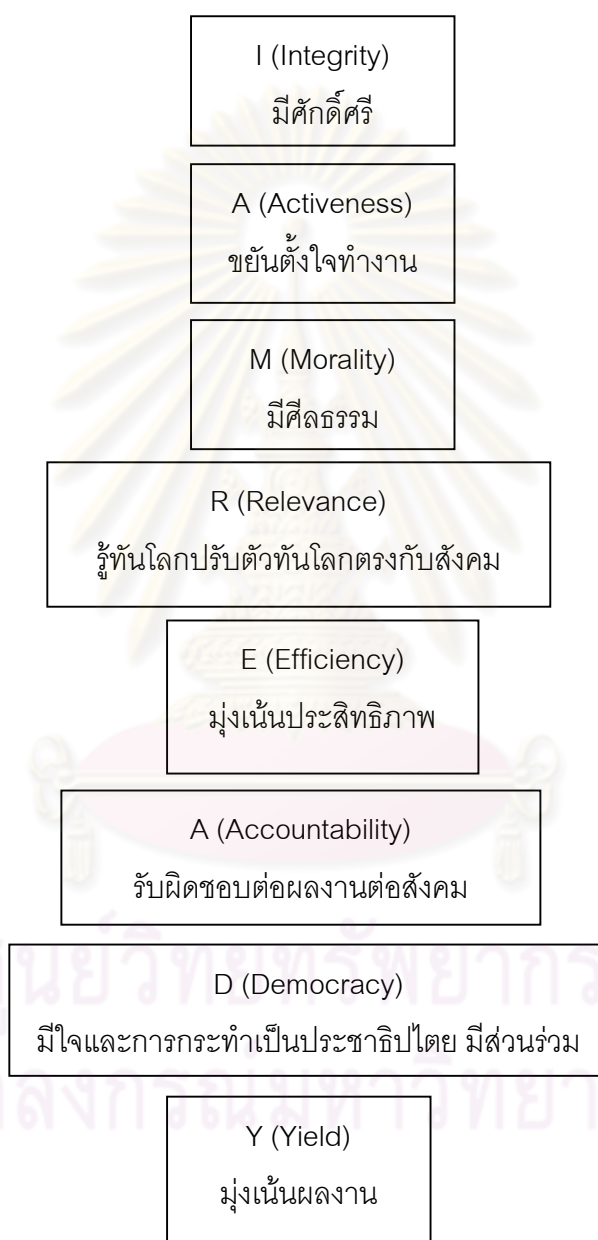 I (Integrity)
มีศักดิ์ศรี
A (Activeness)
ขยันตั้งใจทำงาน
M (Morality)
มีศีลธรรม
R (Relevance)
รู้ทันโลกปรับตัวทันโลกตรงกับสังคม
E (Efficiency)
มุ่งเน้นประสิทธิภาพ
A (Accountability)
รับผิดชอบต่อผลงานต่อสังคม
D (Democracy)
มีใจและการกระทำเป็นประชาธิปไตย มีส่วนร่วม
Y (Yield)
มุ่งเน้นผลงาน